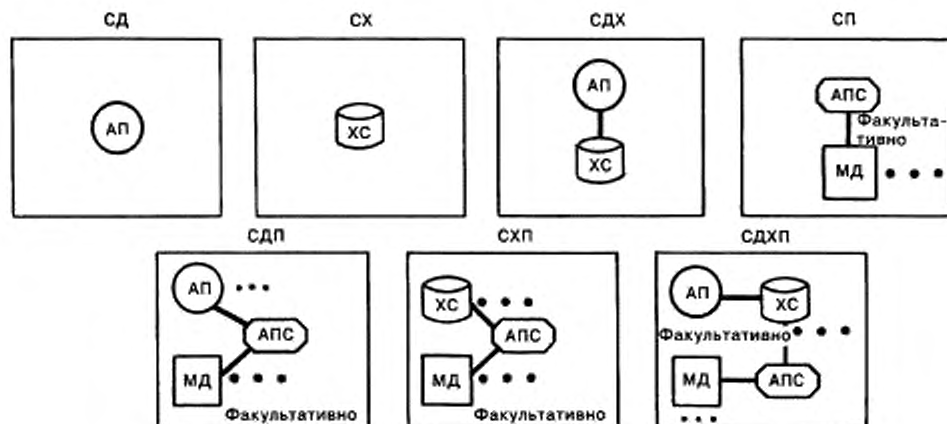 СД
СХ
СДХ
СП
АП
ХС
АП
ХС
АПС
Факульта-
тивно
МД
СДП
СХП
СДХП
АП
АПС
МД
Факультативно
ХС
АПС
МД
Факультативно
АП
ХС
Факультативно
МД
АПС